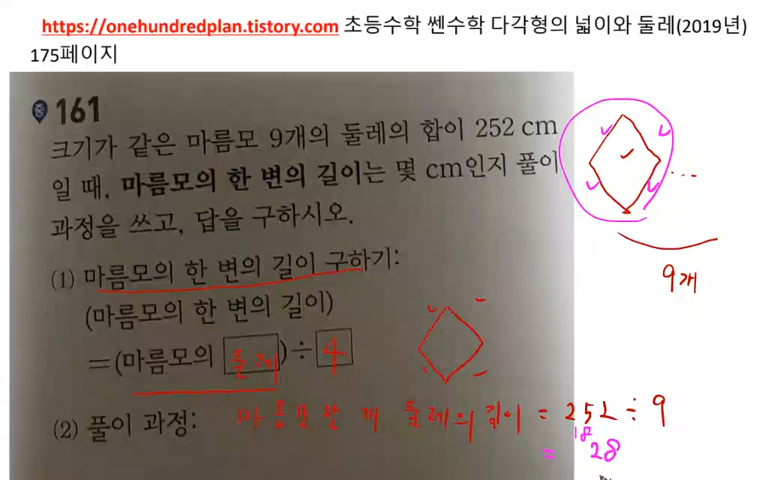 https://onehundredplan.tistory.com 초등수학 쎈수학 다각형의 넓이와 둘레(2019년)
175페이지
중 161
크기가 같은 마름모 9개의 둘레의 합이 252 cm
일 때, 마름모의 한 변의 길이는 몇 cm인지 풀이
과정을 쓰고, 답을 구하시오.
...
9개
(1) 마름모의 한 변의 길이 구하기:
(마름모의 한 변의 길이)
=(마름모의 둘레)÷4
(2) 풀이 과정: 마름모 한 개 둘레의 길이 = 252 ÷ 9
18
= 28